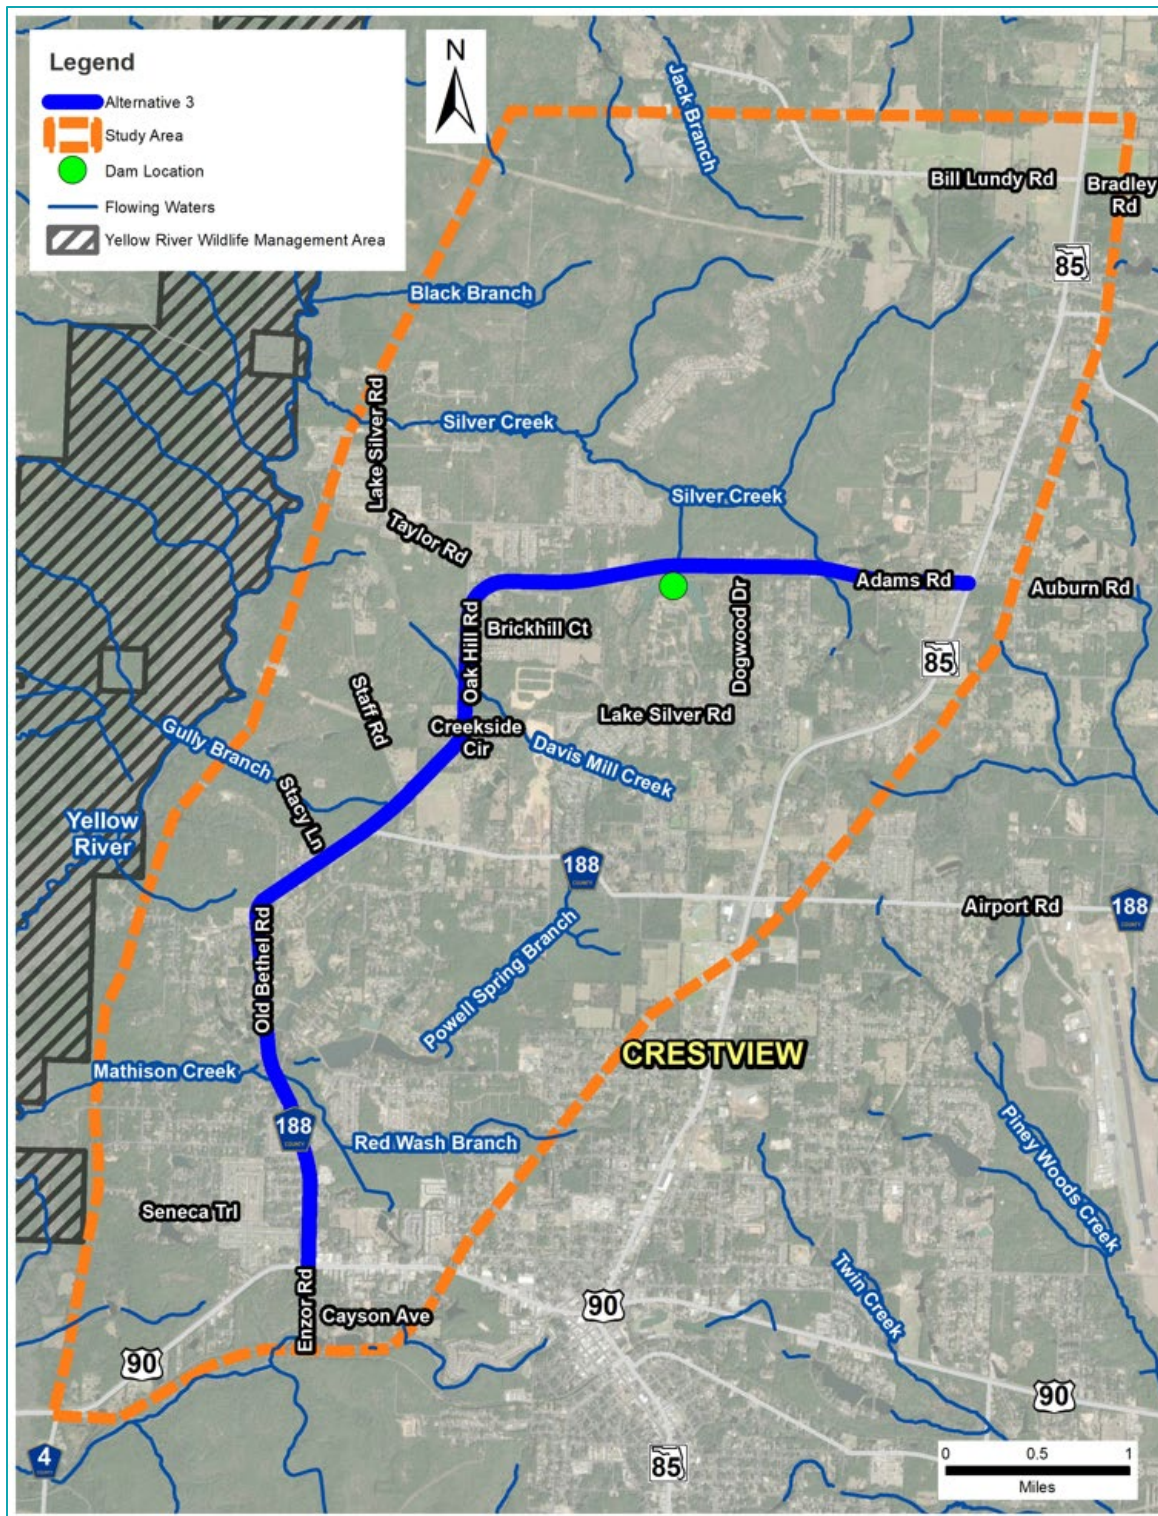 Legend
Alternative 3
Study Area
Dam Location
Flowing Waters
Yellow River Wildlife Management Area
N
Jack Branch
Bill Lundy Rd
Bradley
Rd
85
Black Branch
Lake Silver Rd
Silver Creek
Silver Creek
Taylor Rd
Adams Rd
Auburn Rd
Oak Hill Rd
Brickhill Ct
Dogwood Dr
85
Staff Rd
Lake Silver Rd
Creekside
Cir
Gully Branch
Davis Mill Creek
Stacy Ln
Yellow
River
188
COUNTY
Airport Rd
188
COUNTY
Old Bethel Rd
Powell Spring Branch
CRESTVIEW
Mathison Creek
188
COUNTY
Red Wash Branch
Piney Woods Creek
Seneca Trl
Twin Creek
Enzor Rd
Cayson Ave
90
90
90
4
COUNTY
85
0 0.5 1
Miles